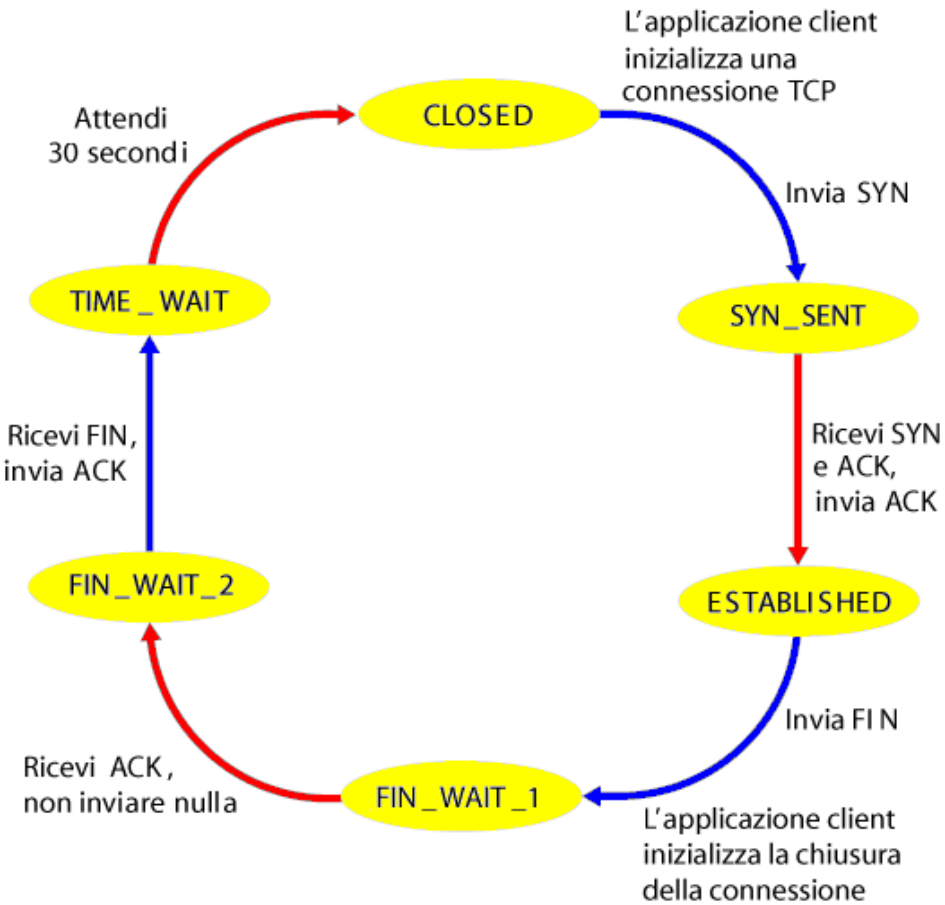 L'applicazione client
inizializza una
connessione TCP
CLOSED
Attendi
30 secondi
Invia SYN
TIME_WAIT
SYN_SENT
Ricevi FIN,
invia ACK
Ricevi SYN
e ACK,
invia ACK
FIN_WAIT_2
ESTABLISHED
Invia FIN
Ricevi ACK,
non inviare nulla
FIN_WAIT_1
L'applicazione client
inizializza la chiusura
della connessione